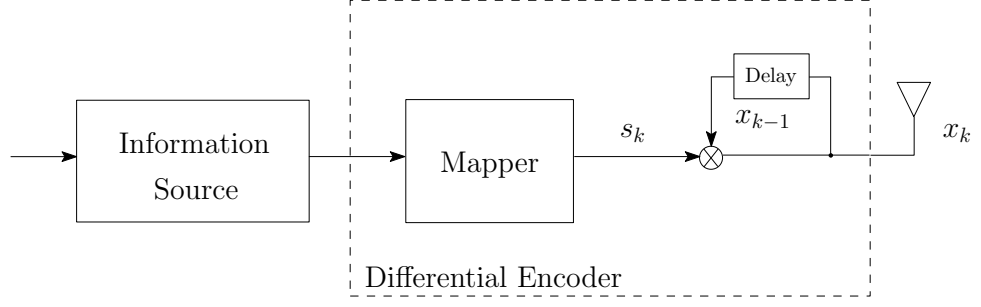 Delay
x_{k-1}
s_k
x_k
Information
Source
Mapper
Differential Encoder